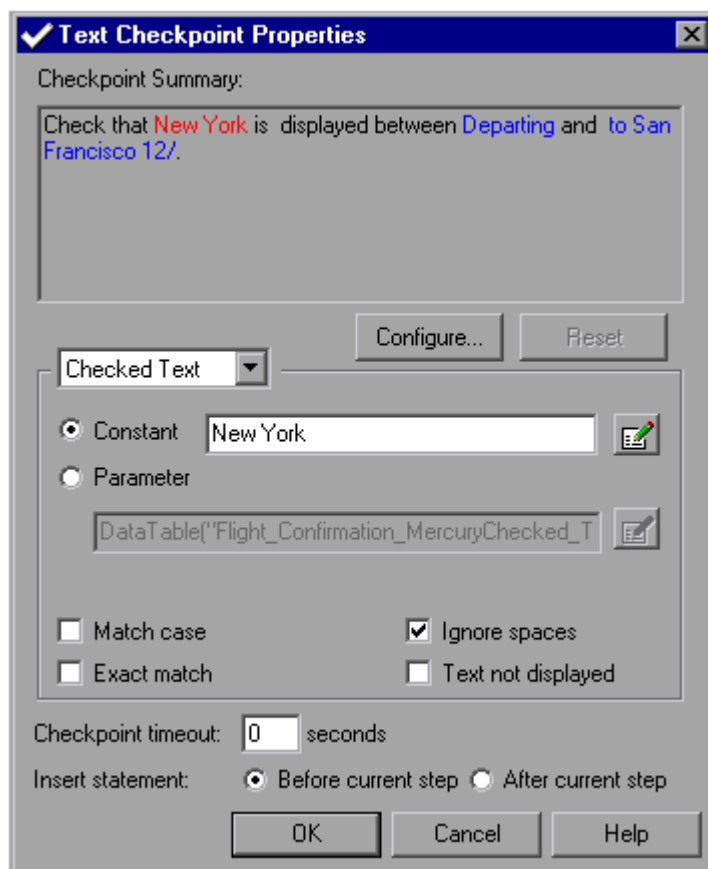 Text Checkpoint Properties
Checkpoint Summary:
Check that New York is displayed between Departing and to San
Francisco 12/.
Configure... Reset
Checked Text
Constant New York
Parameter
DataTable("Flight_Confirmation_MercuryChecked_T
Match case Ignore spaces
Exact match Text not displayed
Checkpoint timeout: 0 seconds
Insert statement: Before current step After current step
OK Cancel Help